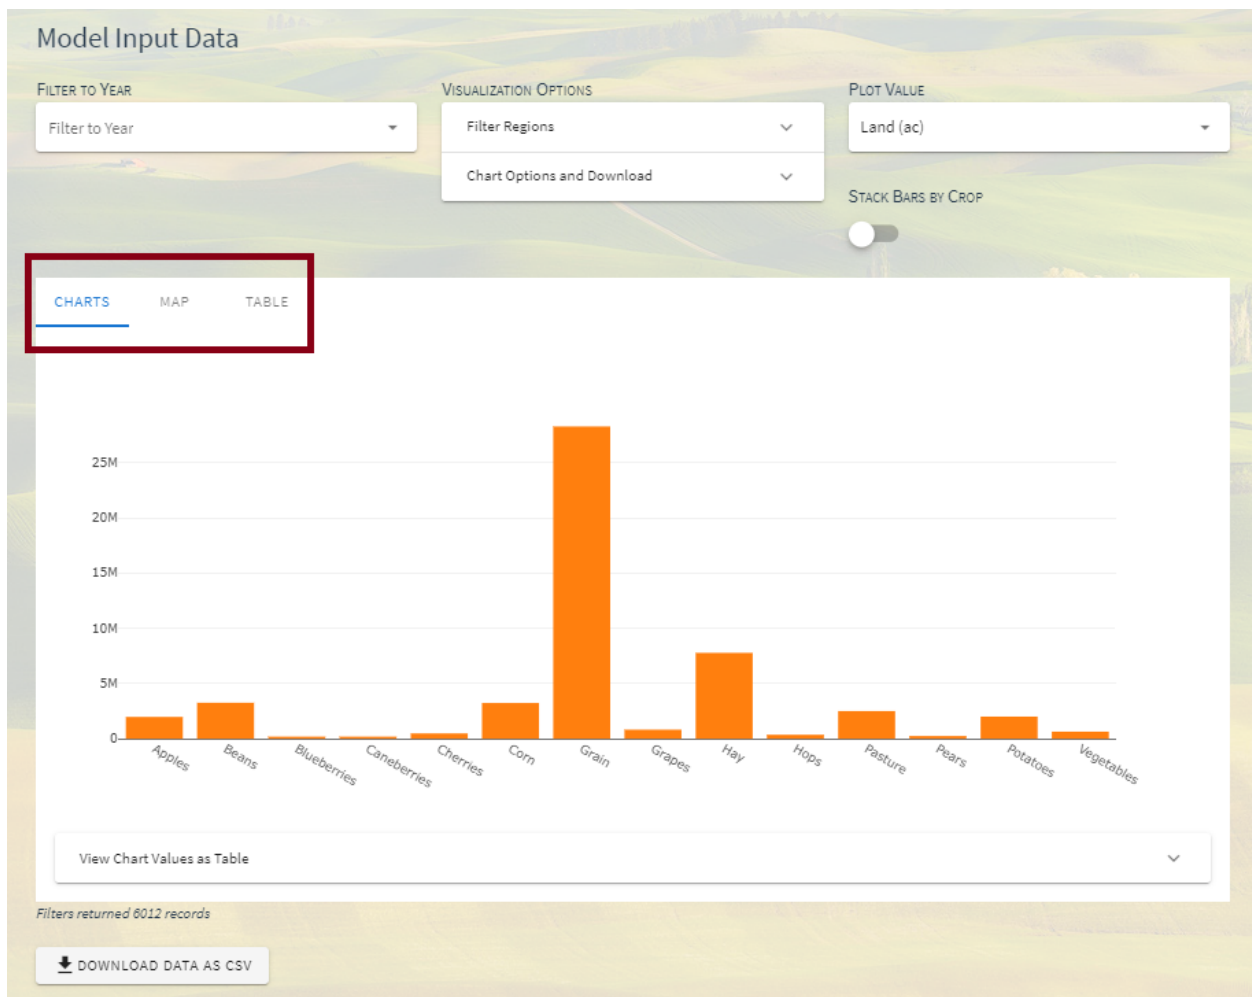 Model Input Data
Filter to Year
Visualization Options
Plot Value
Filter to Year
Filter Regions
Land (ac)
Chart Options and Download
Stack Bars by Crop
CHARTS
MAP
TABLE
25M
20M
15M
10M
5M
0
Apples
Beans
Blueberries
Caneberries
Cherries
Corn
Grain
Grapes
Hay
Hops
Pasture
Pears
Potatoes
Vegetables
View Chart Values as Table
Filters returned 6012 records
DOWNLOAD DATA AS CSV